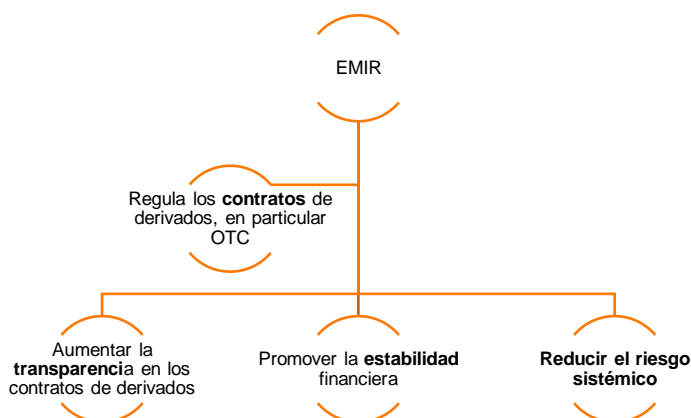 EMIR
Regula los contratos de
derivados, en particular
OTC
Aumentar la
transparencia en los
contratos de derivados
Promover la estabilidad
financiera
Reducir el riesgo
sistémico